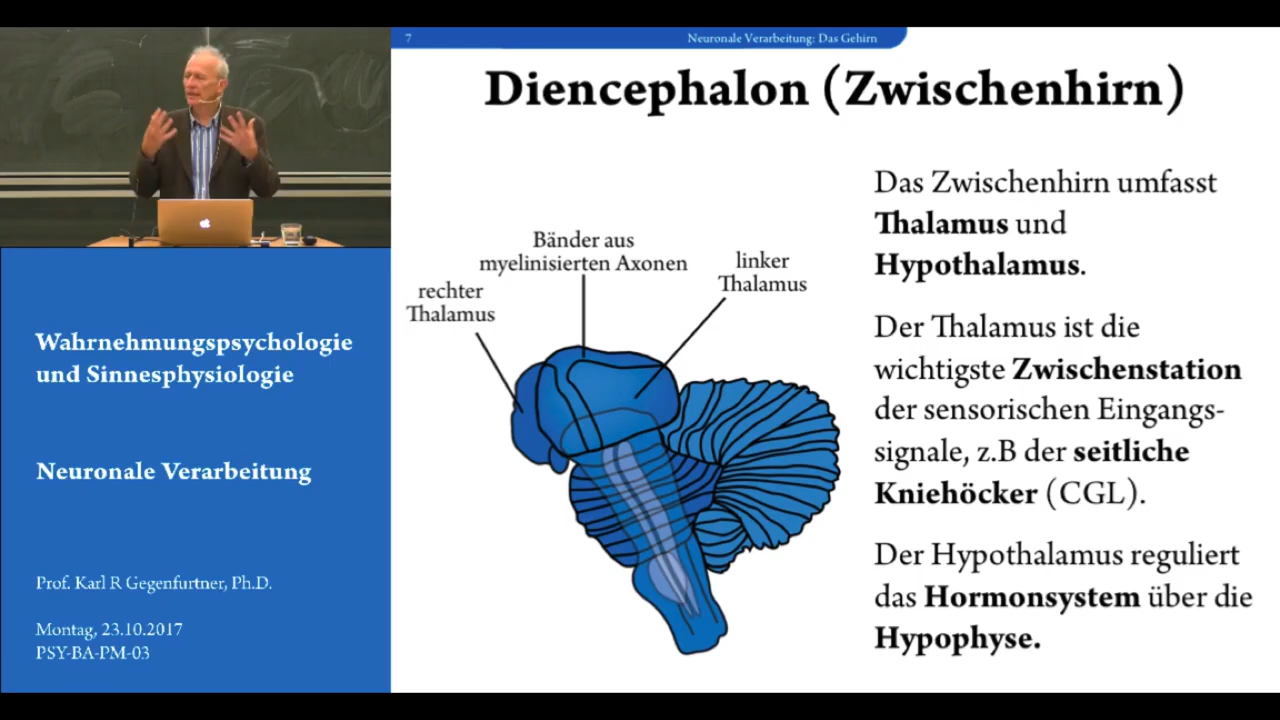 7
Neuronale Verarbeitung: Das Gehirn
Diencephalon (Zwischenhirn)
Das Zwischenhirn umfasst
Thalamus und
Hypothalamus.
Bänder aus
myelinisierten Axonen
linker
Thalamus
rechter
Thalamus
Der Thalamus ist die
wichtigste Zwischenstation
der sensorischen Eingangs-
signale, z.B der seitliche
Kniehöcker (CGL).
Der Hypothalamus reguliert
das Hormonsystem über die
Hypophyse.
Wahrnehmungspsychologie
und Sinnesphysiologie
Neuronale Verarbeitung
Prof. Karl R Gegenfurtner, Ph.D.
Montag, 23.10.2017
PSY-BA-PM-03